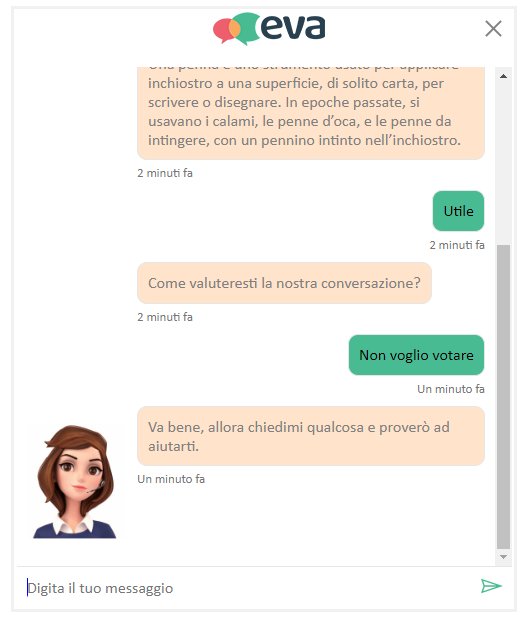 eva
Una penna è uno strumento usato per applicare
inchiostro a una superficie, di solito carta, per
scrivere o disegnare. In epoche passate, si
usavano i calami, le penne d’oca, e le penne da
intingere, con un pennino intinto nell’inchiostro.
2 minuti fa
Utile
2 minuti fa
Come valuteresti la nostra conversazione?
2 minuti fa
Non voglio votare
Un minuto fa
Va bene, allora chiedimi qualcosa e proverò ad
aiutarti.
Un minuto fa
Digita il tuo messaggio